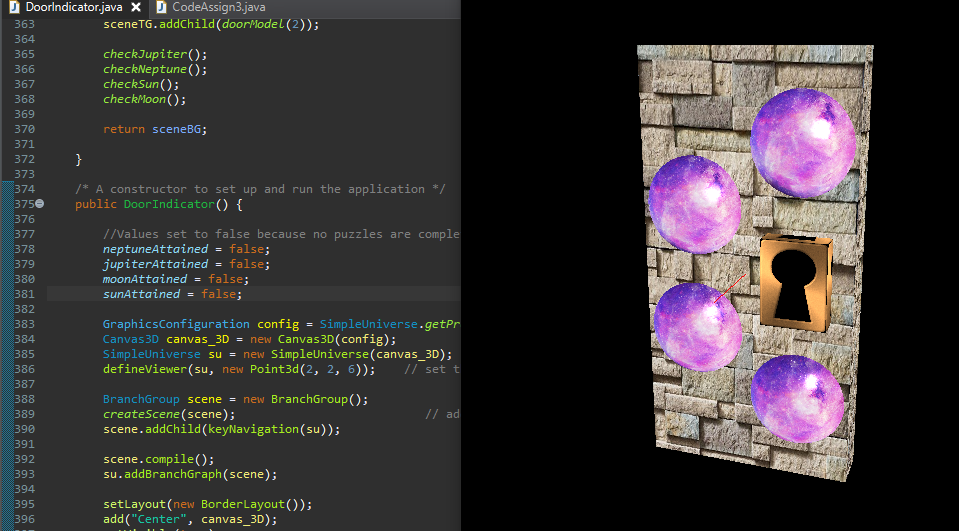 DoorIndicator.java CodeAssign3.java
363 sceneTG.addChild(doorModel(2));
364
365 checkJupiter();
366 checkNeptune();
367 checkSun();
368 checkMoon();
369
370 return sceneBG;
371
372 }
373
374 /* A constructor to set up and run the application */
375 public DoorIndicator() {
376
377 //Values set to false because no puzzles are comple
378 neptuneAttained = false;
379 jupiterAttained = false;
380 moonAttained = false;
381 sunAttained = false;
382
383 GraphicsConfiguration config = SimpleUniverse.getPr
384 Canvas3D canvas_3D = new Canvas3D(config);
385 SimpleUniverse su = new SimpleUniverse(canvas_3D);
386 defineViewer(su, new Point3d(2, 2, 6)); // set t
387
388 BranchGroup scene = new BranchGroup();
389 createScene(scene); // ad
390 scene.addChild(keyNavigation(su));
391
392 scene.compile();
393 su.addBranchGraph(scene);
394
395 setLayout(new BorderLayout());
396 add("Center", canvas_3D);